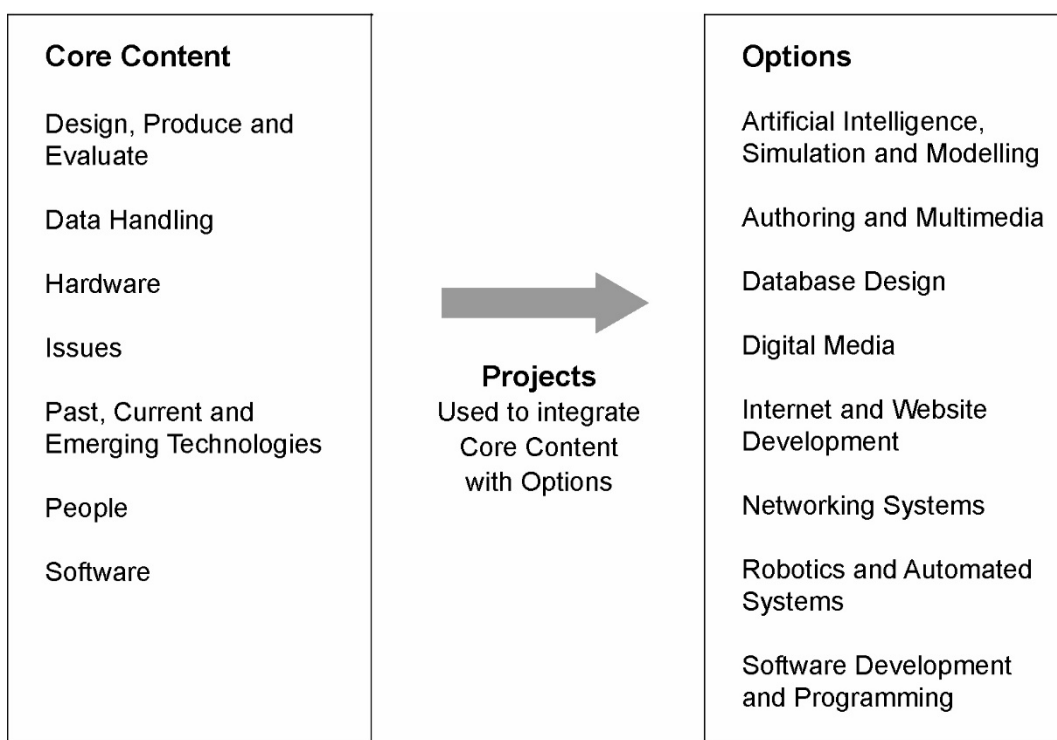 Core Content
Design, Produce and
Evaluate
Data Handling
Hardware
Issues
Past, Current and
Emerging Technologies
People
Software
Projects
Used to integrate
Core Content
with Options
Options
Artificial Intelligence,
Simulation and Modelling
Authoring and Multimedia
Database Design
Digital Media
Internet and Website
Development
Networking Systems
Robotics and Automated
Systems
Software Development
and Programming